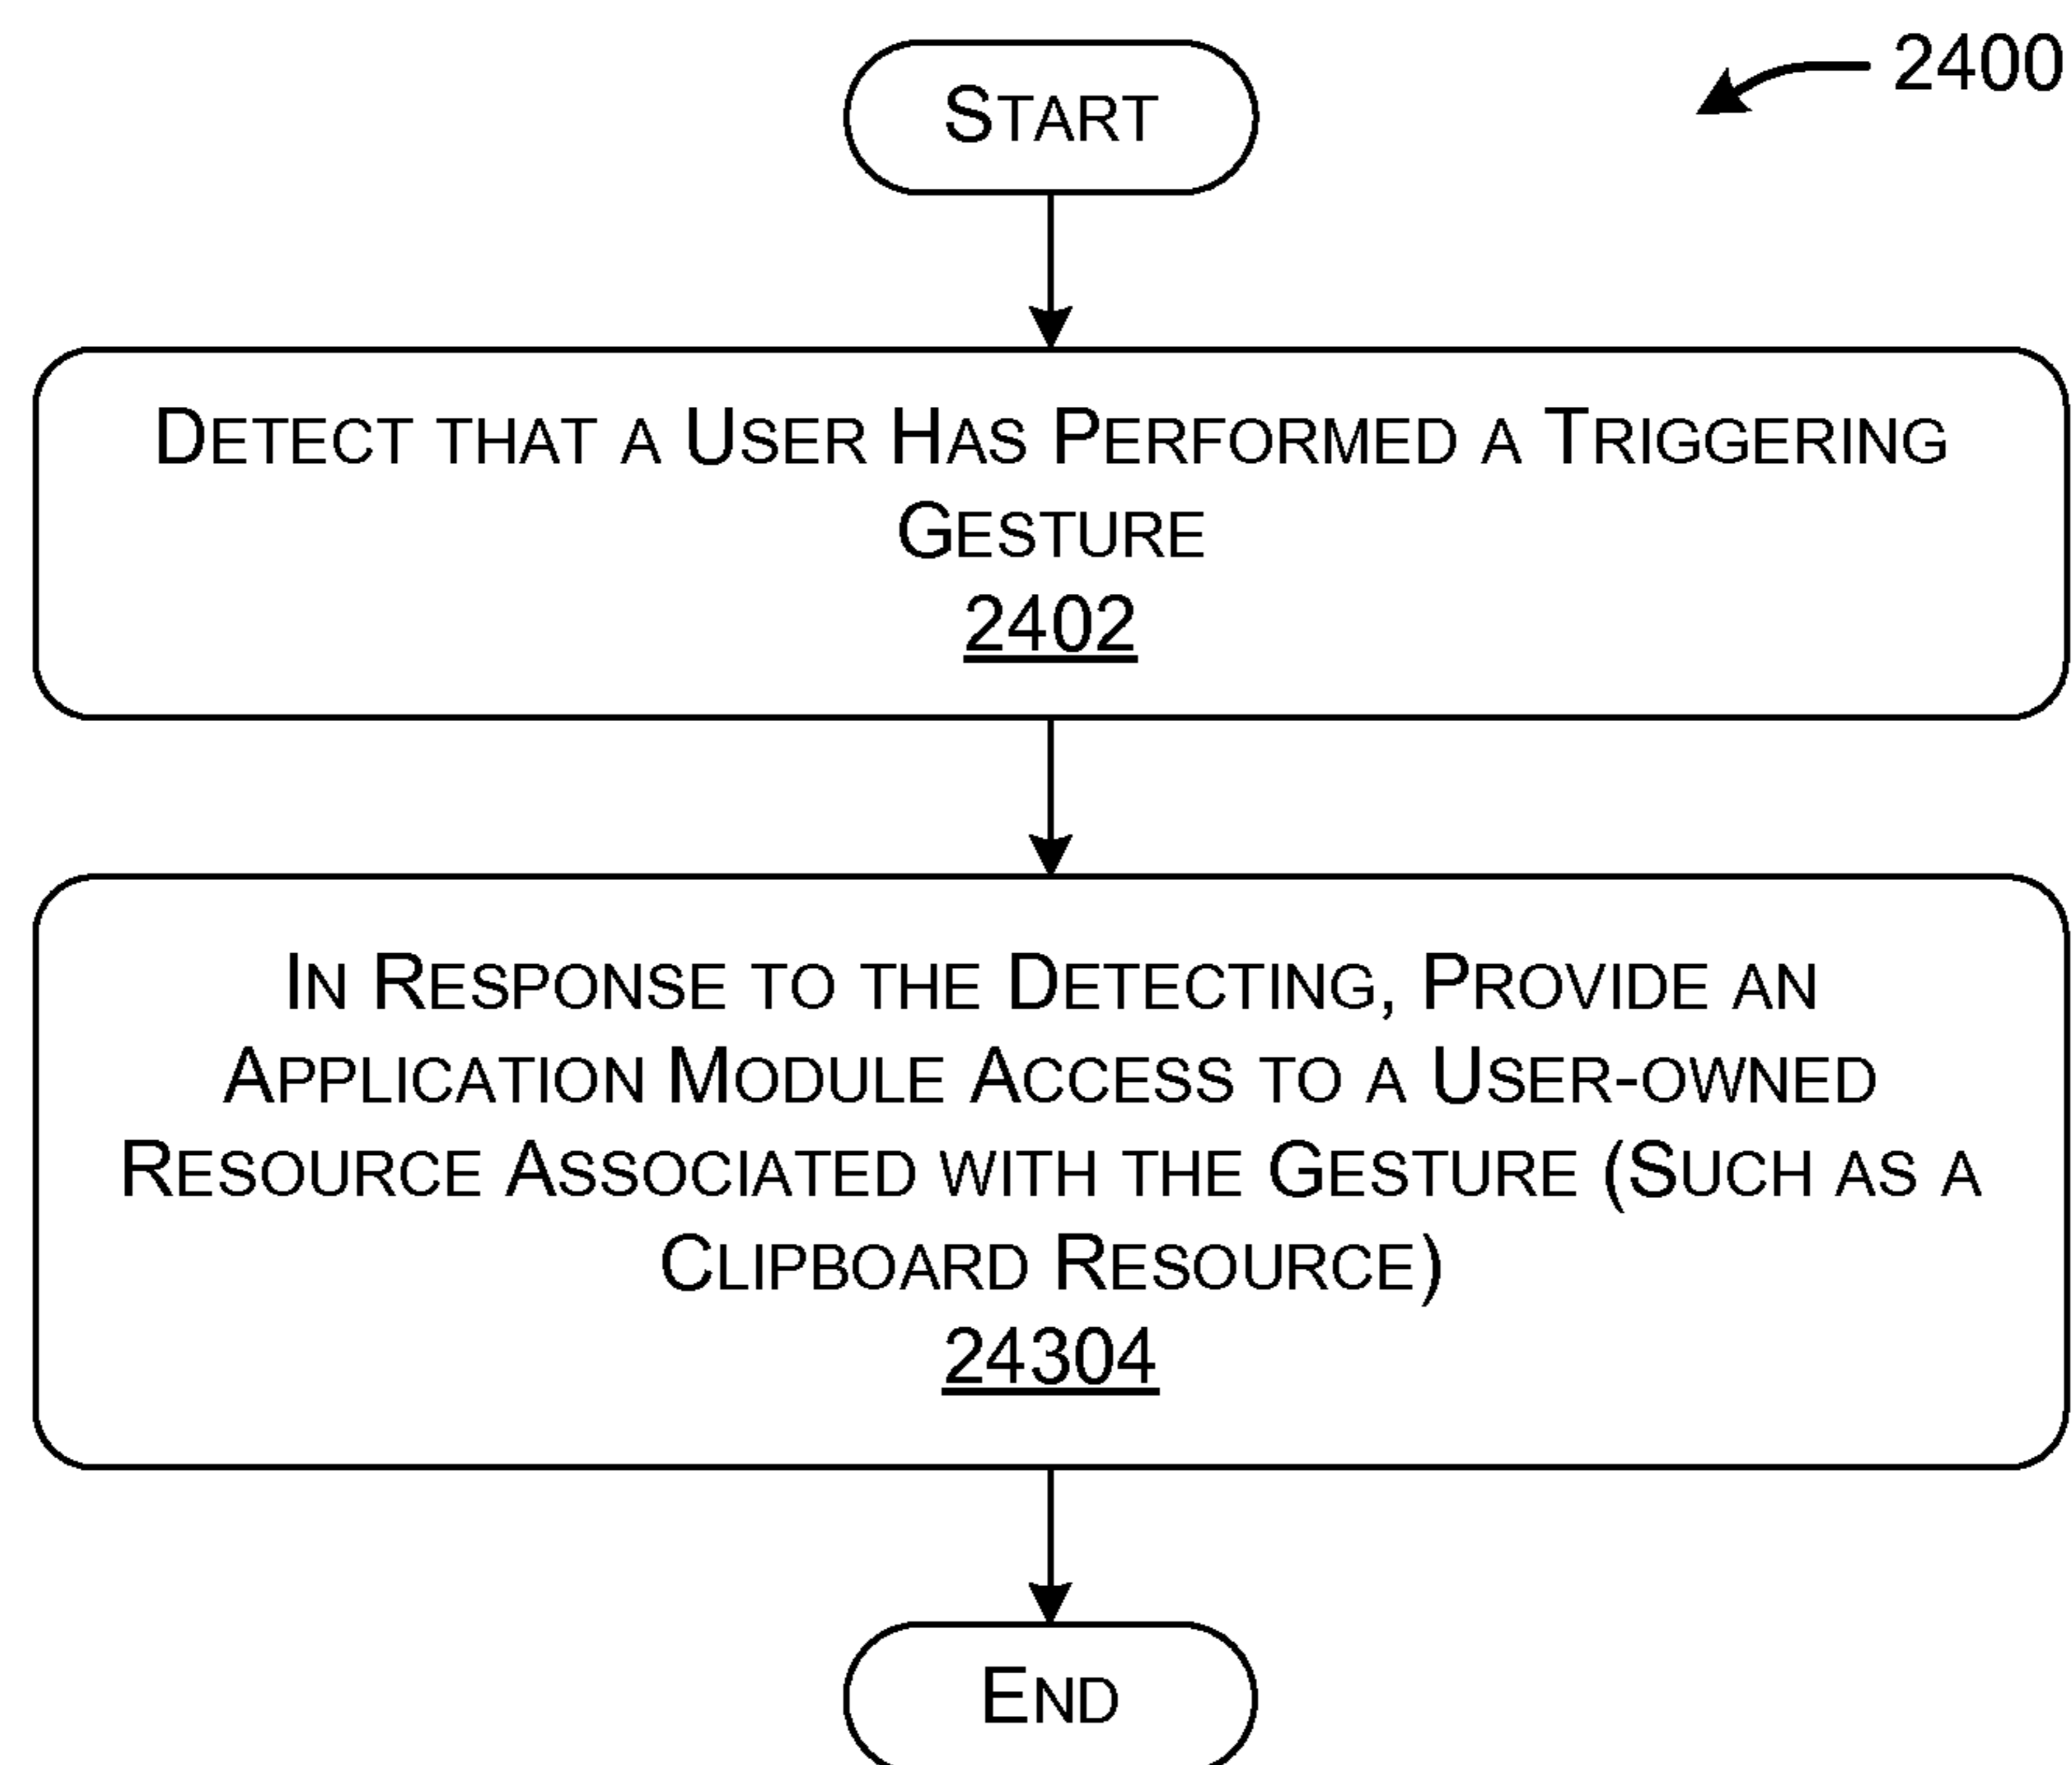 START
2400
DETECT THAT A USER HAS PERFORMED A TRIGGERING
GESTURE
2402
IN RESPONSE TO THE DETECTING, PROVIDE AN
APPLICATION MODULE ACCESS TO A USER-OWNED
RESOURCE ASSOCIATED WITH THE GESTURE (SUCH AS A
CLIPBOARD RESOURCE)
24304
END